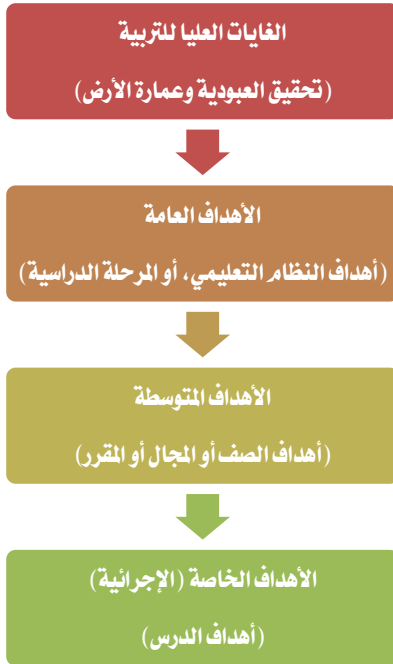 الغايات العليا للتربية
(تحقيق العبودية وعمارة الأرض)
الأهداف العامة
(أهداف النظام التعليمي، أو المرحلة الدراسية)
الأهداف المتوسطة
(أهداف الصف أو المجال أو المقرر)
الأهداف الخاصة (الإجرائية)
(أهداف الدرس)